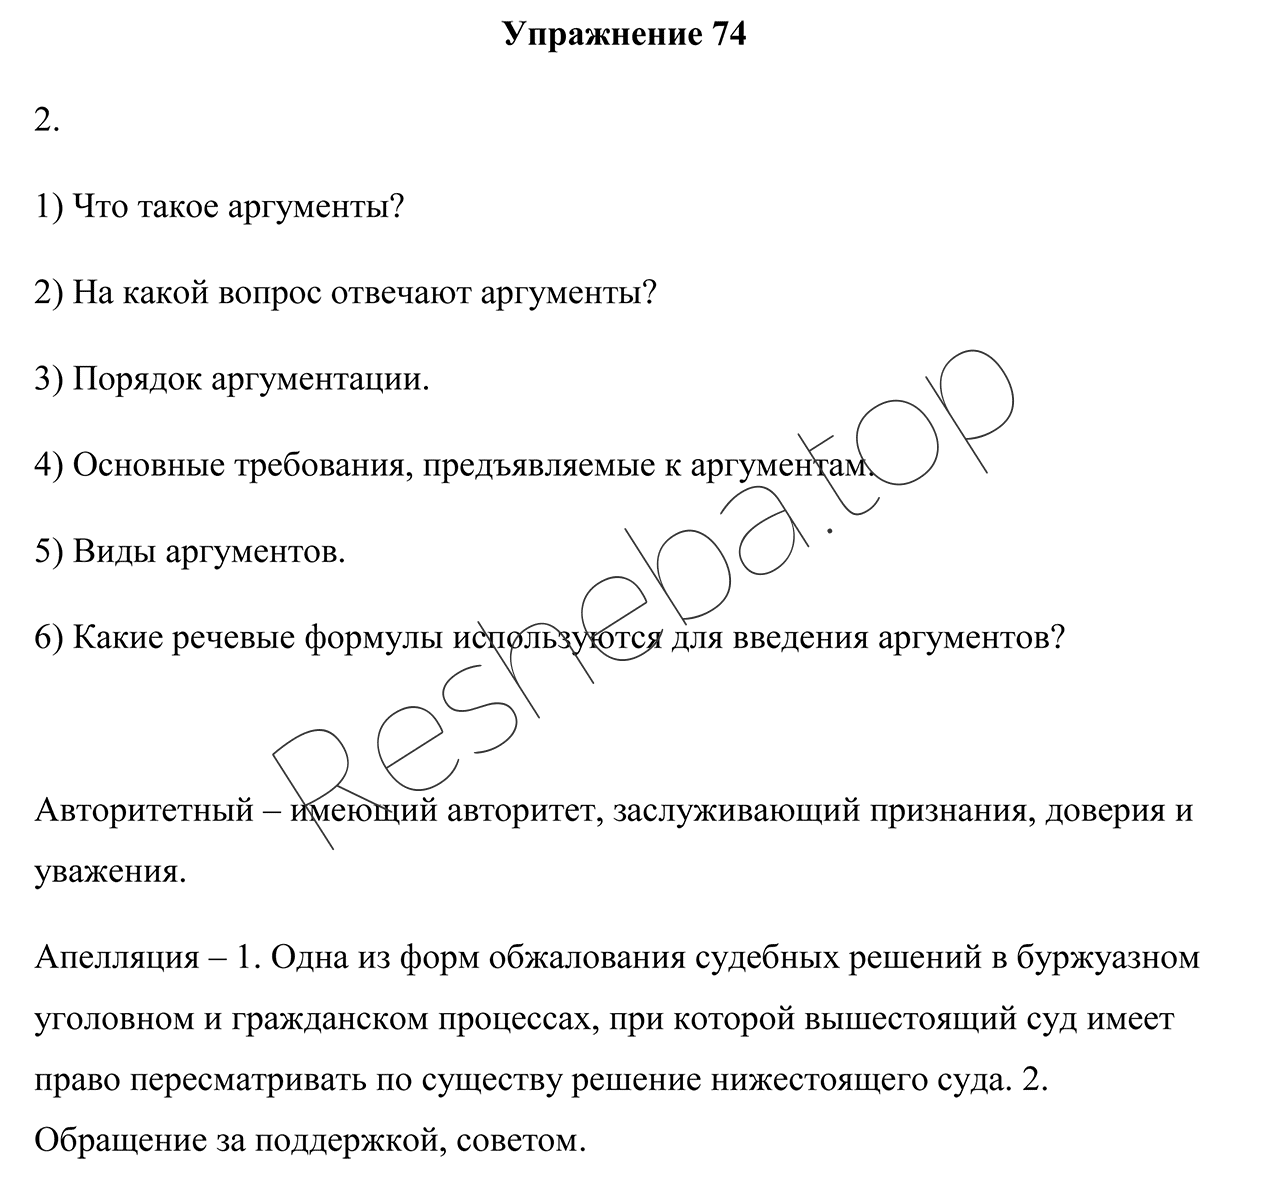 Упражнение 74
2.
1) Что такое аргументы?
2) На какой вопрос отвечают аргументы?
3) Порядок аргументации.
4) Основные требования, предъявляемые к аргументам.
5) Виды аргументов.
6) Какие речевые формулы используются для введения аргументов?
Resheba.top
Авторитетный – имеющий авторитет, заслуживающий признания, доверия и
уважения.
Апелляция – 1. Одна из форм обжалования судебных решений в буржуазном
уголовном и гражданском процессах, при которой вышестоящий суд имеет
право пересматривать по существу решение нижестоящего суда. 2.
Обращение за поддержкой, советом.